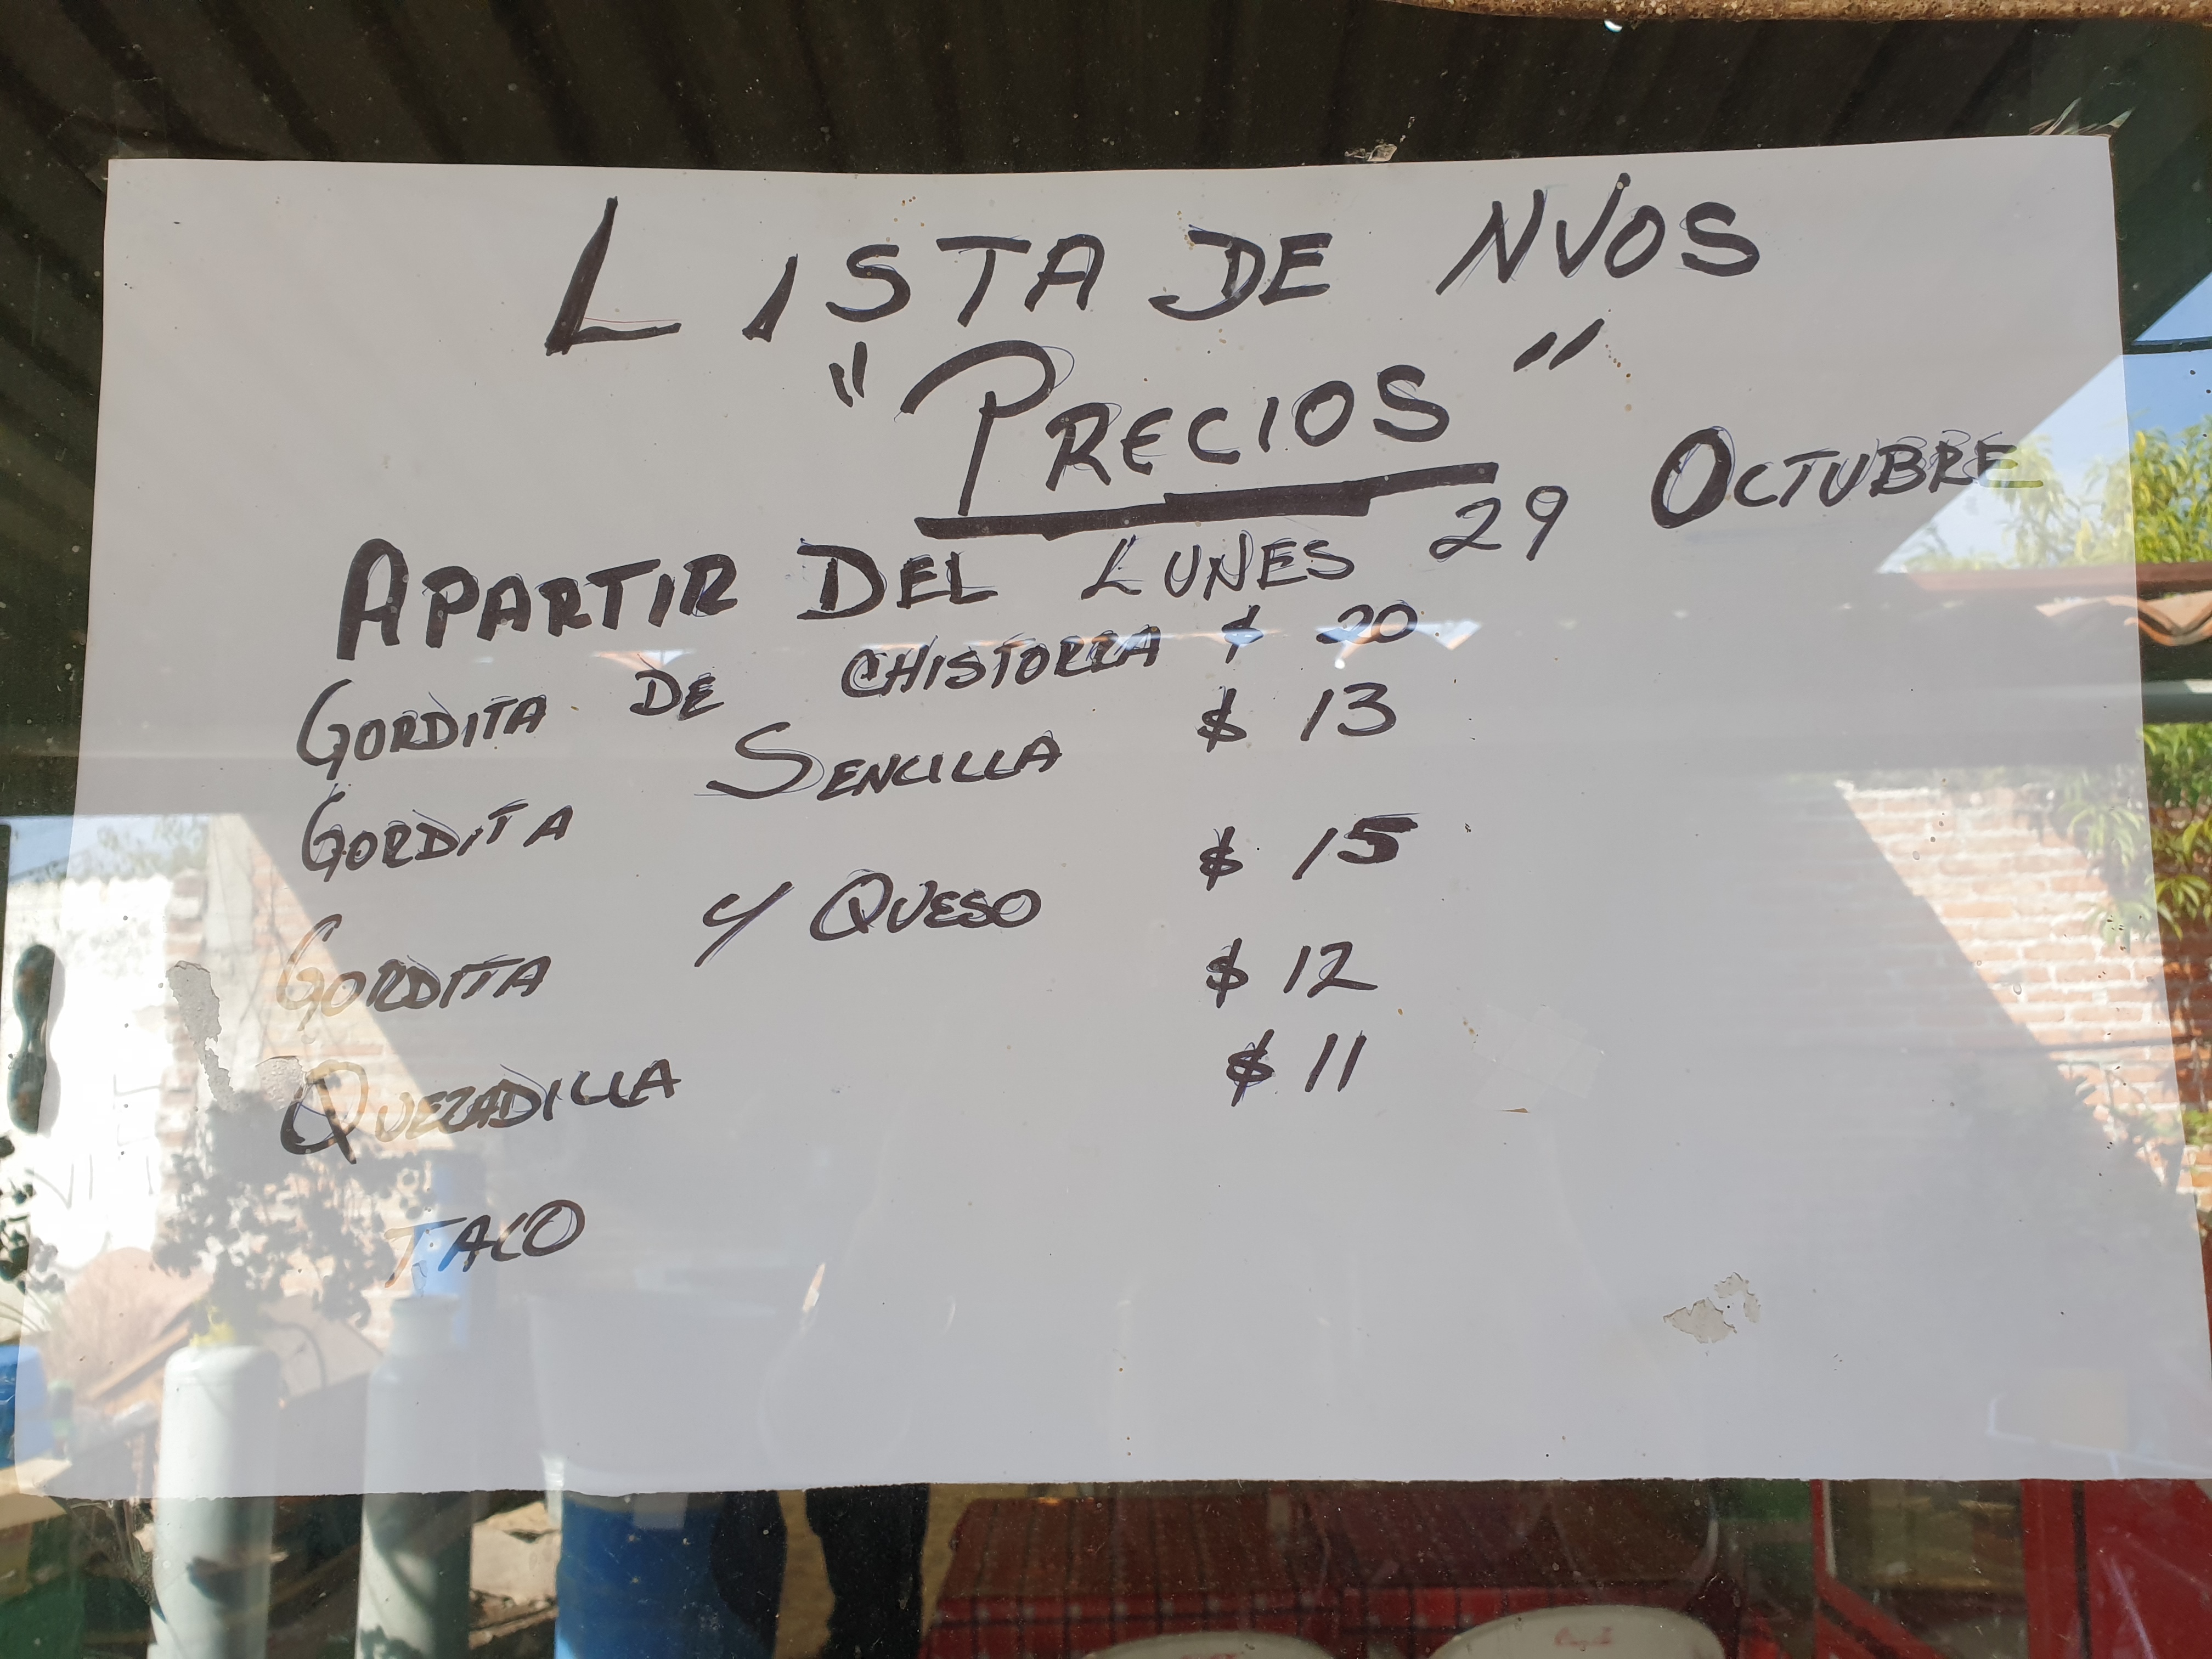 LISTA DE NVOS
"PRECIOS"
APARTIR DEL LUNES 29 OCTUBRE
GORDITA DE CHISTORRA $ 20
GORDITA SENCILLA $ 13
GORDITA Y QUESO $ 15
QUEZADILLA $ 12
TACO $ 11